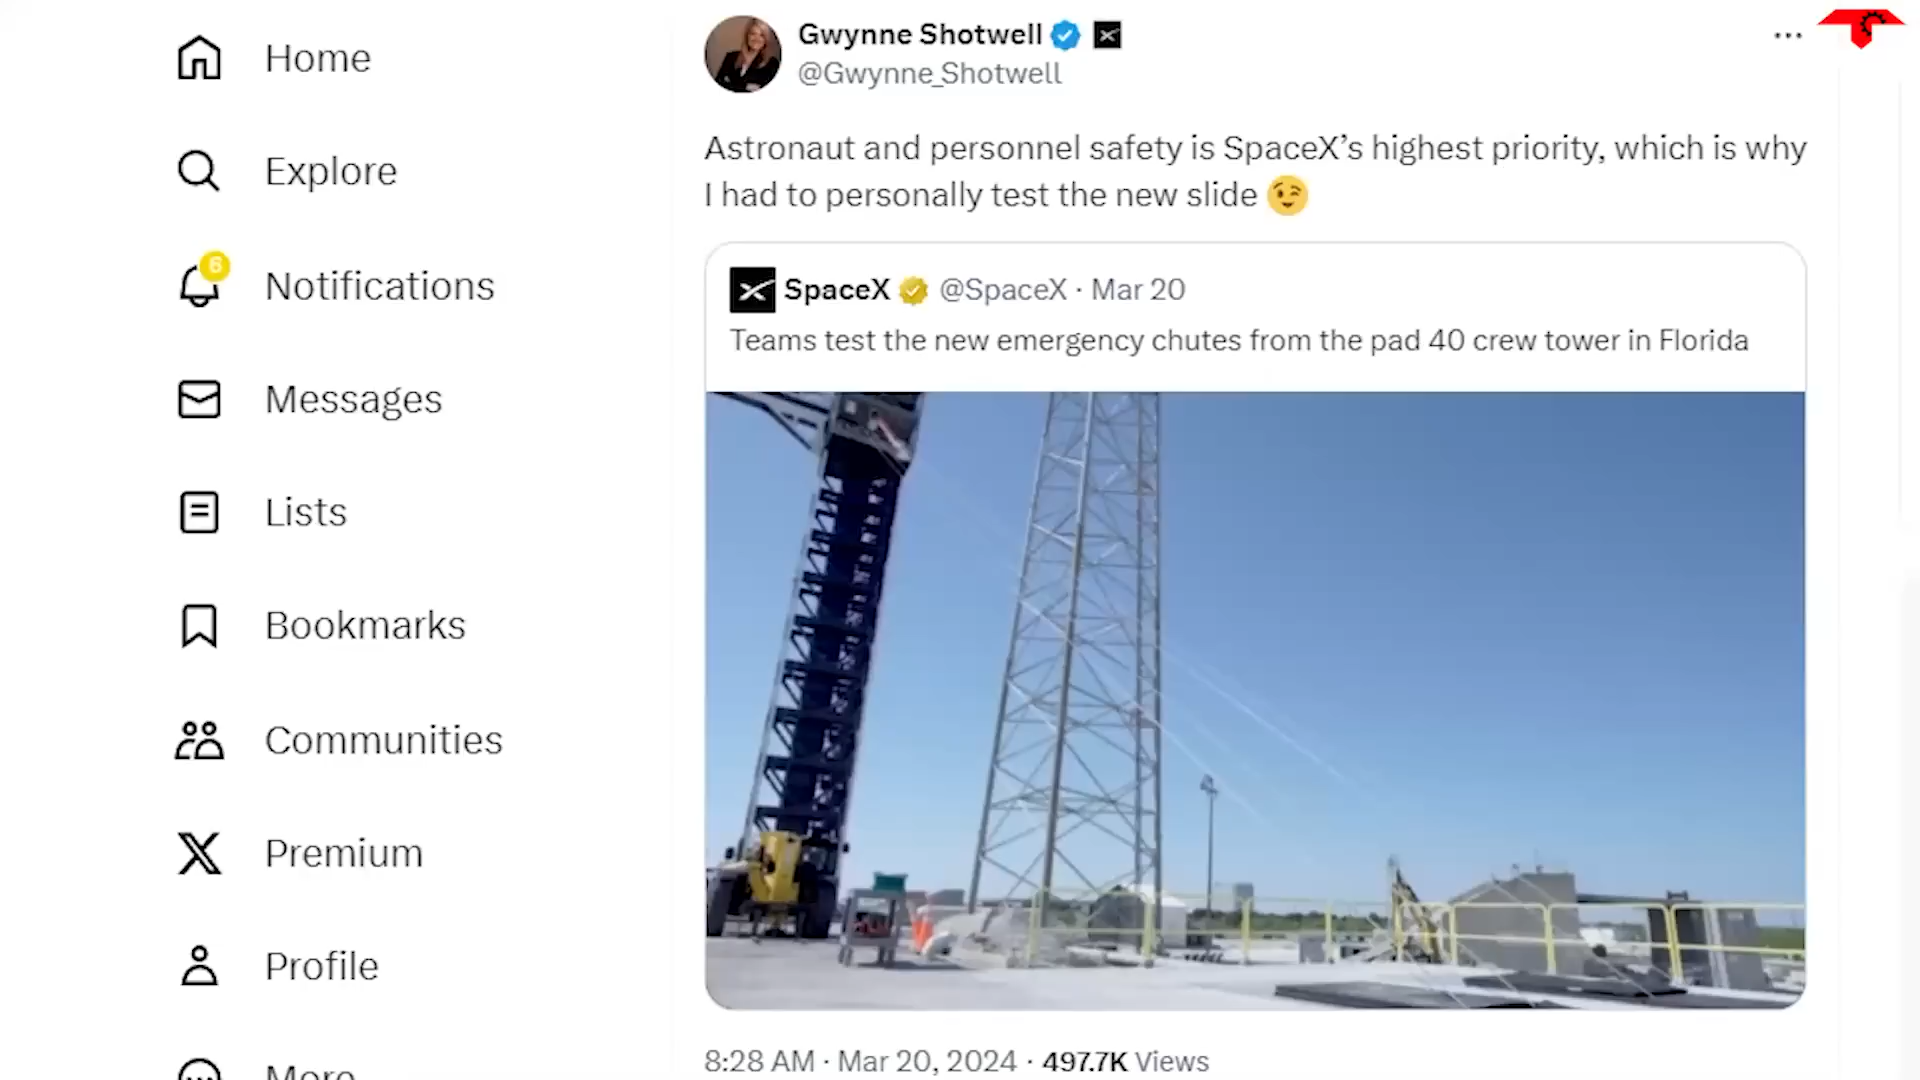 Home
Explore
6
Notifications
Messages
Lists
Bookmarks
Communities
Premium
Profile
More
Gwynne Shotwell
@Gwynne_Shotwell
Astronaut and personnel safety is SpaceX’s highest priority, which is why
I had to personally test the new slide 😉
SpaceX @SpaceX · Mar 20
Teams test the new emergency chutes from the pad 40 crew tower in Florida
8:28 AM · Mar 20, 2024 · 497.7K Views